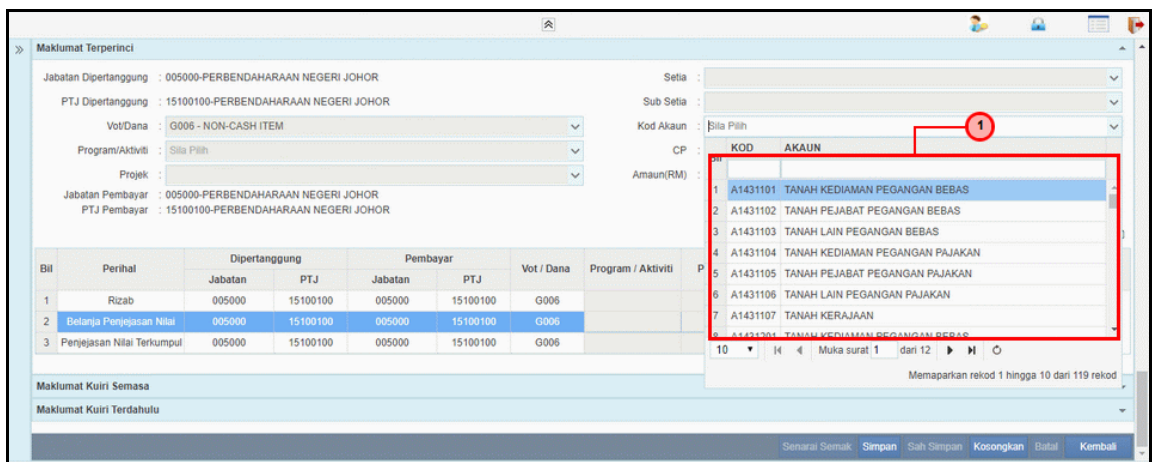 Maklumat Terperinci
Jabatan Dipertanggung : 005000-PERBENDAHARAAN NEGERI JOHOR
Setia :
PTJ Dipertanggung : 15100100-PERBENDAHARAAN NEGERI JOHOR
Sub Setia :
Vot/Dana : G006 - NON-CASH ITEM
Kod Akaun : Sila Pilih
1
Program/Aktiviti : Sila Pilih
CP :
Projek :
Amaun(RM) :
Jabatan Pembayar : 005000-PERBENDAHARAAN NEGERI JOHOR
PTJ Pembayar : 15100100-PERBENDAHARAAN NEGERI JOHOR
Bil KOD AKAUN
1 A1431101 TANAH KEDIAMAN PEGANGAN BEBAS
2 A1431102 TANAH PEJABAT PEGANGAN BEBAS
3 A1431103 TANAH LAIN PEGANGAN BEBAS
4 A1431104 TANAH KEDIAMAN PEGANGAN PAJAKAN
5 A1431105 TANAH PEJABAT PEGANGAN PAJAKAN
6 A1431106 TANAH LAIN PEGANGAN PAJAKAN
7 A1431107 TANAH KERAJAAN
8 A1431201 TANAH KEDIAMAN PEGANGAN BEBAS
10 Muka surat 1 dari 12
Memaparkan rekod 1 hingga 10 dari 119 rekod
Bil Perihal Dipertanggung Pembayar Vot / Dana Program / Aktiviti P
Jabatan PTJ Jabatan PTJ
1 Rizab 005000 15100100 005000 15100100 G006
2 Belanja Penjejasan Nilai 005000 15100100 005000 15100100 G006
3 Penjejasan Nilai Terkumpul 005000 15100100 005000 15100100 G006
Maklumat Kuiri Semasa
Maklumat Kuiri Terdahulu
Senarai Semak Simpan Sah Simpan Kosongkan Batal Kembali